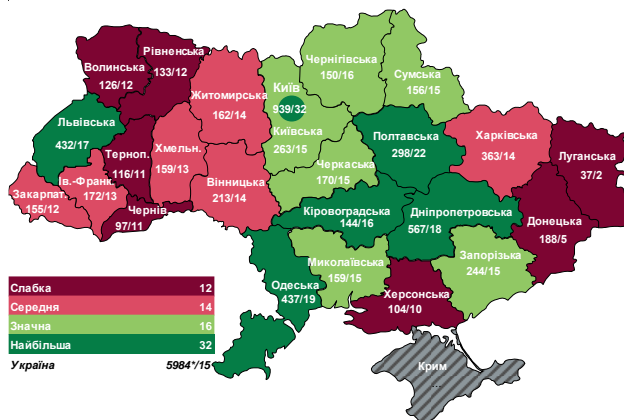 Волинська
126/12
Рівненська
133/12
Житомирська
162/14
Київ
939/32
Київська
263/15
Чернігівська
150/16
Сумська
156/15
Львівська
432/17
Терноп.
116/11
Хмельн.
159/13
Вінницька
213/14
Черкаська
170/15
Полтавська
298/22
Харківська
363/14
Луганська
37/2
Закарпат.
155/12
Ів.-Франк.
172/13
Чернів
97/11
Кіровоградська
144/16
Дніпропетровська
567/18
Донецька
188/5
Одеська
437/19
Миколаївська
159/15
Запорізька
244/15
Херсонська
104/10
Крим
...
Слабка 12
Середня 14
Значна 16
Найбільша 32
Україна 5984*/15